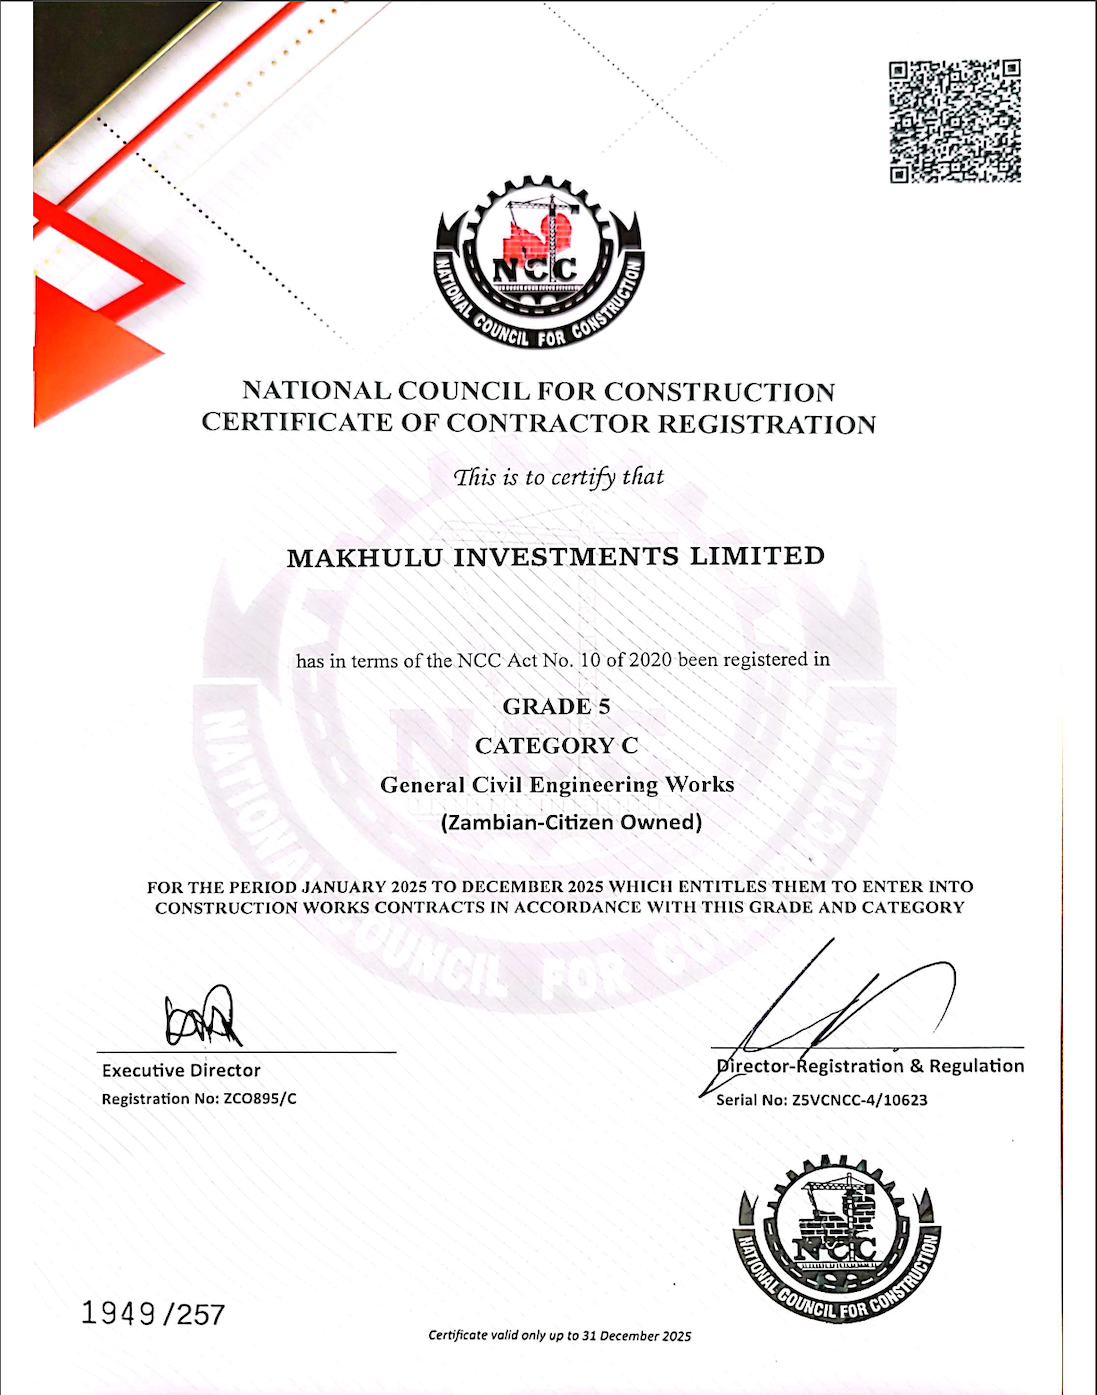 NCC
NATIONAL COUNCIL FOR CONSTRUCTION
NATIONAL COUNCIL FOR CONSTRUCTION
CERTIFICATE OF CONTRACTOR REGISTRATION
This is to certify that
MAKHULU INVESTMENTS LIMITED
has in terms of the NCC Act No. 10 of 2020 been registered in
GRADE 5
CATEGORY C
General Civil Engineering Works
(Zambian-Citizen Owned)
FOR THE PERIOD JANUARY 2025 TO DECEMBER 2025 WHICH ENTITLES THEM TO ENTER INTO
CONSTRUCTION WORKS CONTRACTS IN ACCORDANCE WITH THIS GRADE AND CATEGORY
Executive Director
Registration No: ZCO895/C
Director-Registration & Regulation
Serial No: Z5VCNCC-4/10623
NCC
NATIONAL COUNCIL FOR CONSTRUCTION
1949/257
Certificate valid only up to 31 December 2025